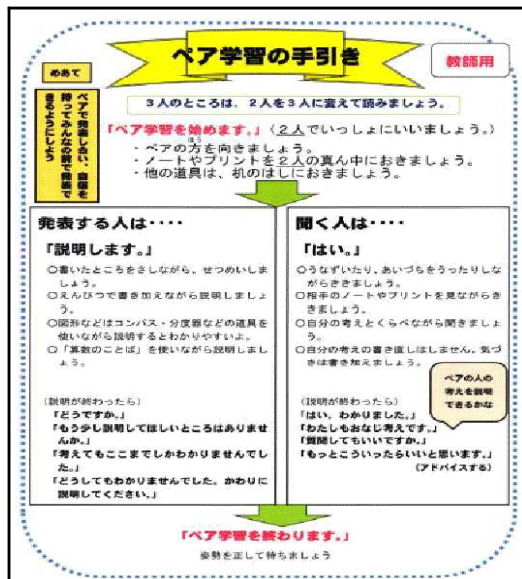 ペア学習の手引き
教師用
めあて
ペアで発表しあい、自信を
持ってみんなの前で発表で
きるようにしよう
3人のところは、2人を3人に変えて読みましょう。
「ペア学習を始めます。」(2人でいっしょにいいましょう。)
・ペアの方を向きましょう。
ほう
・ノートやプリントを2人の真ん中におきましょう。
・他の道具は、机のはしにおきましょう。
発表する人は‥‥
「説明します。」
○書いたところをさしながら、せつめいしま
しょう。
○えんぴつで書き加えながら説明しましょ
う。
○図形などはコンパス・分度器などの道具を
使いながら説明するとわかりやすいよ。
○「算数のことば」を使いながら説明しまし
ょう。
(説明が終わったら)
「どうですか。」
「もう少し説明してほしいところはありませ
んか。」
「考えてもここまでしかわかりませんでし
た。」
「どうしてもわかりませんでした。かわりに
説明してください。」
聞く人は‥‥
「はい。」
○うなずいたり、あいづちをうったりしな
がらききましょう。
○相手のノートやプリントを見ながらき
きましょう。
○自分の考えとくらべながら聞きましょ
う。
○自分の考えの書き直しはしません。気づ
きは書き加えましょう。
ペアの人の
考えを説明
できるかな
(説明が終わったら)
「はい、わかりました。」
「わたしもおなじ考えです。」
「質問してもいいですか。」
「もっとこういったらいいと思います。」
(アドバイスする)
「ペア学習を終わります。」
姿勢を正して待ちましょう